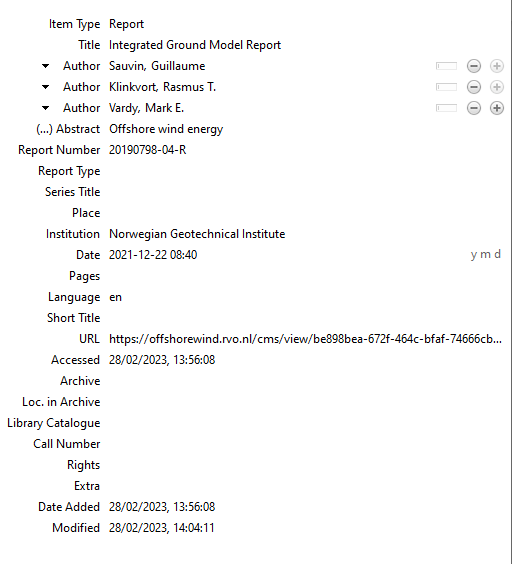 Item Type Report
Title Integrated Ground Model Report
Author Sauvin, Guillaume
Author Klinkvort, Rasmus T.
Author Vardy, Mark E.
(...) Abstract Offshore wind energy
Report Number 20190798-04-R
Report Type
Series Title
Place
Institution Norwegian Geotechnical Institute
Date 2021-12-22 08:40 y m d
Pages
Language en
Short Title
URL https://offshorewind.rvo.nl/cms/view/be898bea-672f-464c-bfaf-74666cb...
Accessed 28/02/2023, 13:56:08
Archive
Loc. in Archive
Library Catalogue
Call Number
Rights
Extra
Date Added 28/02/2023, 13:56:08
Modified 28/02/2023, 14:04:11